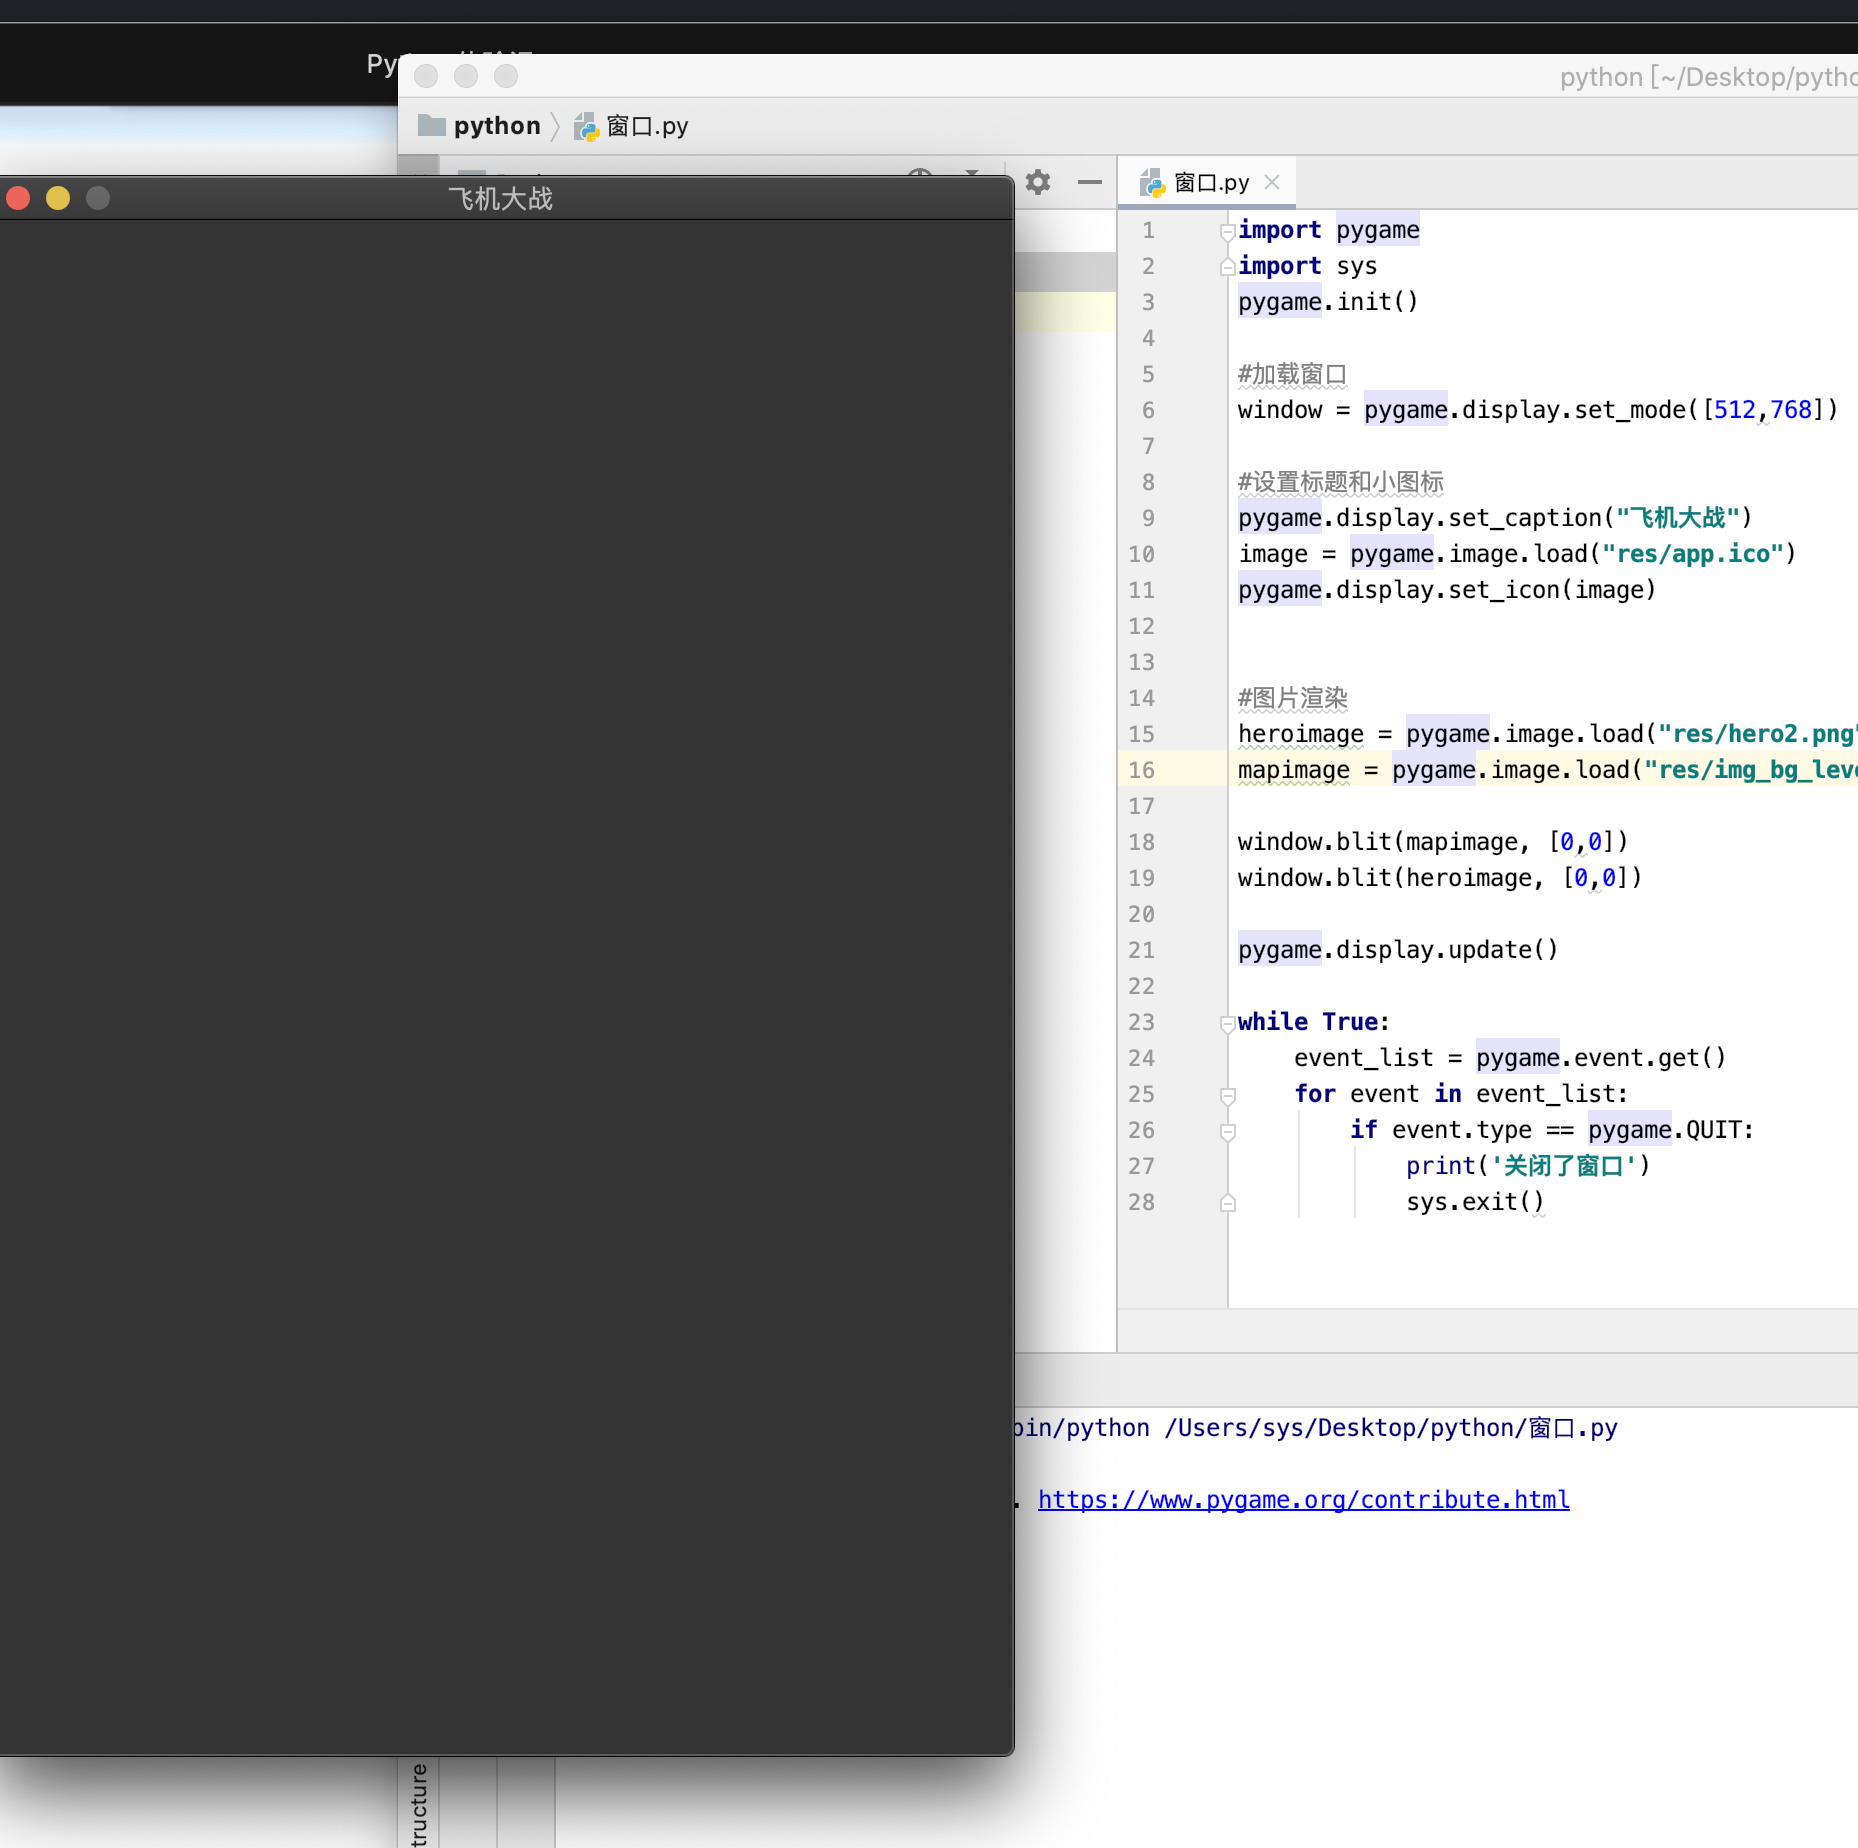 python [~/Desktop/pytho
python
窗口.py
飞机大战
窗口.py
1 import pygame
2 import sys
3 pygame.init()
4
5 #加载窗口
6 window = pygame.display.set_mode([512,768])
7
8 #设置标题和小图标
9 pygame.display.set_caption("飞机大战")
10 image = pygame.image.load("res/app.ico")
11 pygame.display.set_icon(image)
12
13
14 #图片渲染
15 heroimage = pygame.image.load("res/hero2.png"
16 mapimage = pygame.image.load("res/img_bg_leve
17
18 window.blit(mapimage, [0,0])
19 window.blit(heroimage, [0,0])
20
21 pygame.display.update()
22
23 while True:
24 event_list = pygame.event.get()
25 for event in event_list:
26 if event.type == pygame.QUIT:
27 print('关闭了窗口')
28 sys.exit()
bin/python /Users/sys/Desktop/python/窗口.py
. https://www.pygame.org/contribute.html
tructure